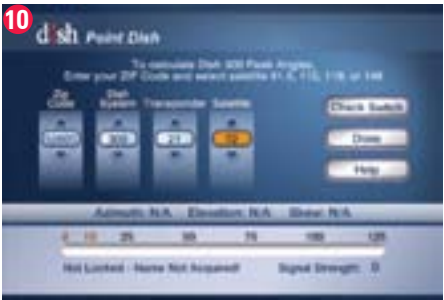 10
dish Point Dish
To calculate Dish 500 Peak Angles,
Enter your ZIP Code and select satellite 61.5, 110, 119, or 148
Zip Code
Dish System
Transponder
Satellite
500
21
Check Switch
Done
Help
Azimuth: N/A Elevation: N/A Skew: N/A
0 10 25 50 75 100 125
Not Locked - Name Not Acquired! Signal Strength: 0